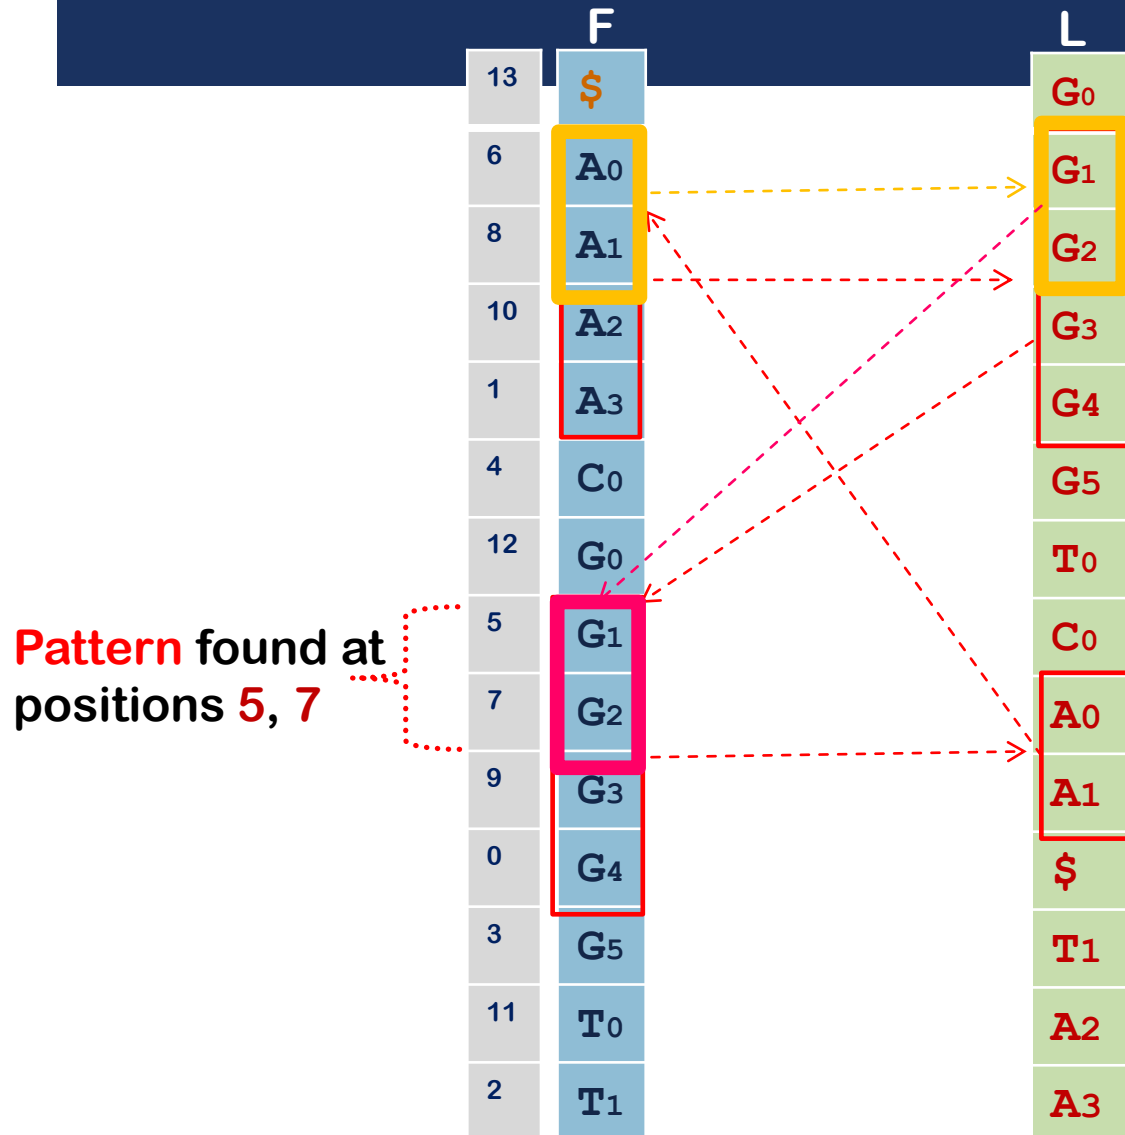 F L
13 $ G0
6 A0 G1
8 A1 G2
10 A2 G3
1 A3 G4
4 C0 G5
12 G0 T0
5 G1 C0
Pattern found at
positions 5, 7
7 G2 A0
9 G3 A1
0 G4 $
3 G5 T1
11 T0 A2
2 T1 A3